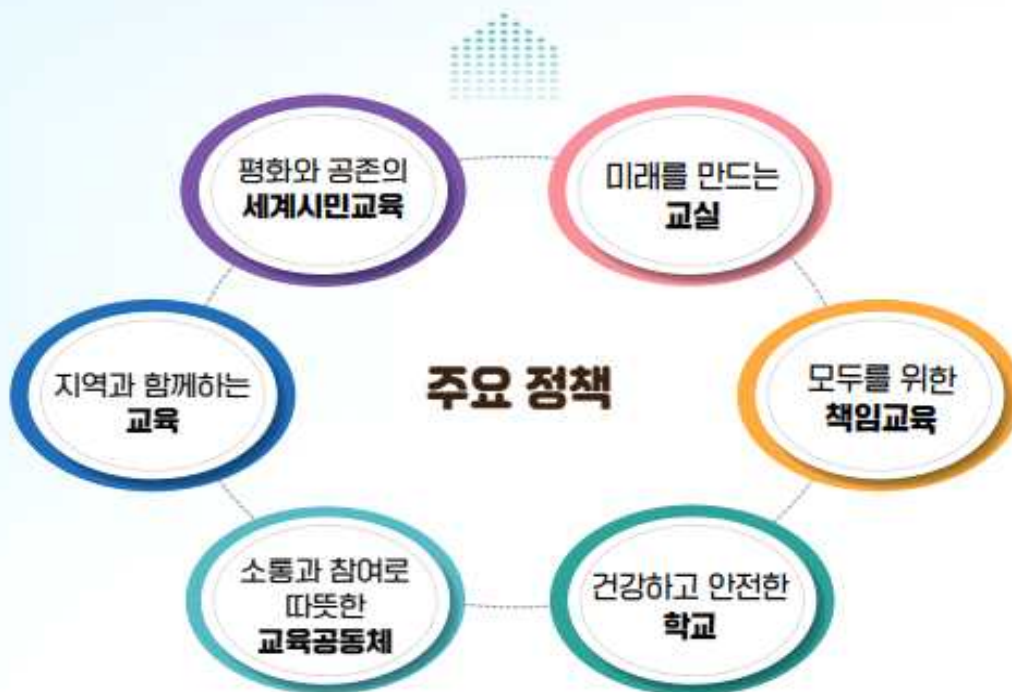 평화와 공존의
세계시민교육
미래를 만드는
교실
지역과 함께하는
교육
주요 정책
모두를 위한
책임교육
소통과 참여로
따뜻한
교육공동체
건강하고 안전한
학교